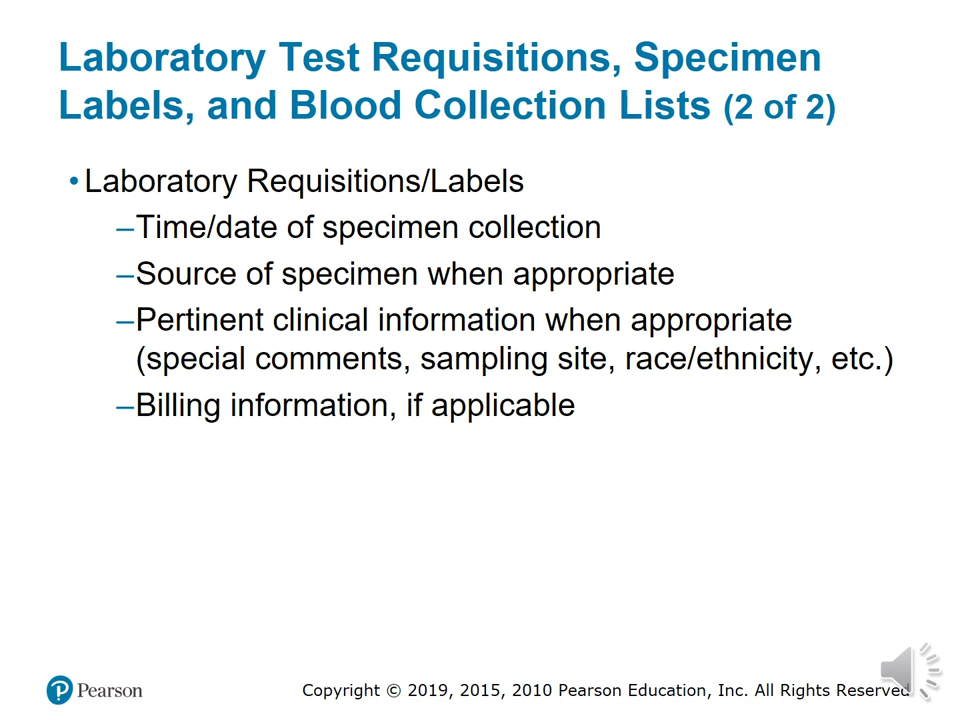 Laboratory Test Requisitions, Specimen
Labels, and Blood Collection Lists (2 of 2)
• Laboratory Requisitions/Labels
–Time/date of specimen collection
–Source of specimen when appropriate
–Pertinent clinical information when appropriate
(special comments, sampling site, race/ethnicity, etc.)
–Billing information, if applicable
Pearson
Copyright © 2019, 2015, 2010 Pearson Education, Inc. All Rights Reserved